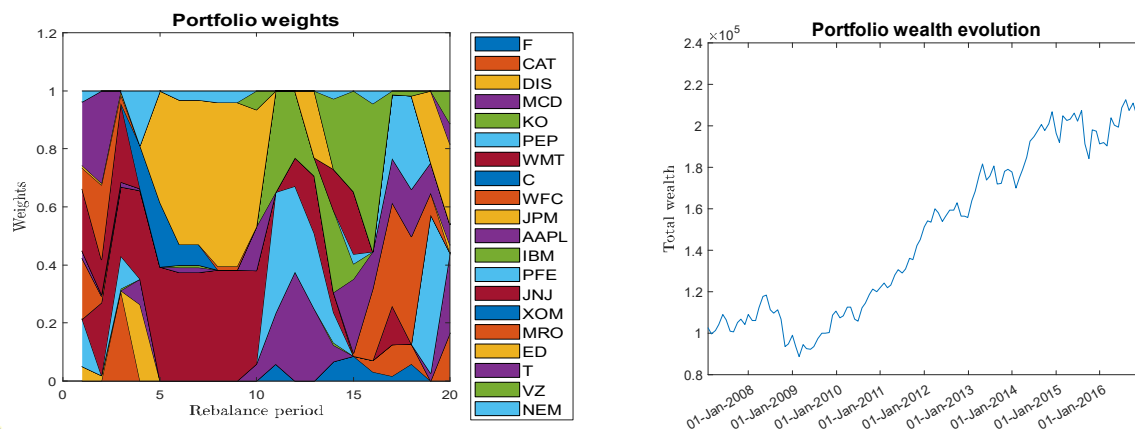 Portfolio weights
1.2
1
0.8
0.6
0.4
0.2
0
Weights
0 5 10 15 20
Rebalance period
F
CAT
DIS
MCD
KO
PEP
WMT
C
WFC
JPM
AAPL
IBM
PFE
JNJ
XOM
MRO
ED
T
VZ
NEM
Portfolio wealth evolution
×10⁵
2.4
2.2
2
1.8
1.6
1.4
1.2
1
0.8
Total wealth
01-Jan-2008
01-Jan-2009
01-Jan-2010
01-Jan-2011
01-Jan-2012
01-Jan-2013
01-Jan-2014
01-Jan-2015
01-Jan-2016